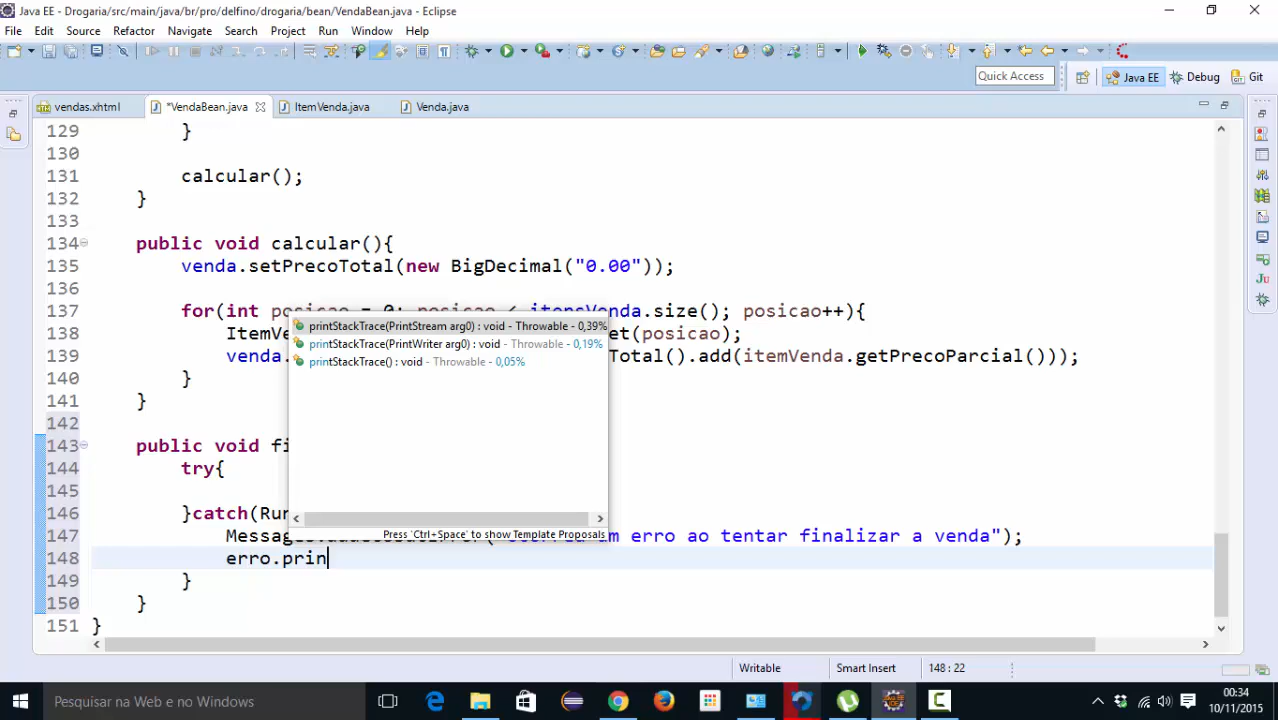 Java EE - Drogaria/src/main/java/br/pro/delfino/drogaria/bean/VendaBean.java - Eclipse
File Edit Source Refactor Navigate Search Project Run Window Help
Quick Access
Java EE
Debug
Git
vendas.xhtml
*VendaBean.java
ItemVenda.java
Venda.java
129 }
130
131 calcular();
132 }
133
134 public void calcular(){
135 venda.setPrecoTotal(new BigDecimal("0.00"));
136
137 for(int posicao = 0; posicao < itensVenda.size(); posicao++){
138 ItemVe et(posicao);
139 venda. Total().add(itemVenda.getPrecoParcial()));
140 }
141 }
142
143 public void fi
144 try{
145
146 }catch(Run
147 Messages um erro ao tentar finalizar a venda");
148 erro.prin
149 }
150 }
151 }
printStackTrace(PrintStream arg0) : void - Throwable - 0,39%
printStackTrace(PrintWriter arg0) : void - Throwable - 0,19%
printStackTrace() : void - Throwable - 0,05%
Press 'Ctrl+Space' to show Template Proposals
Writable
Smart Insert
148 : 22
Pesquisar na Web e no Windows
00:34
10/11/2015